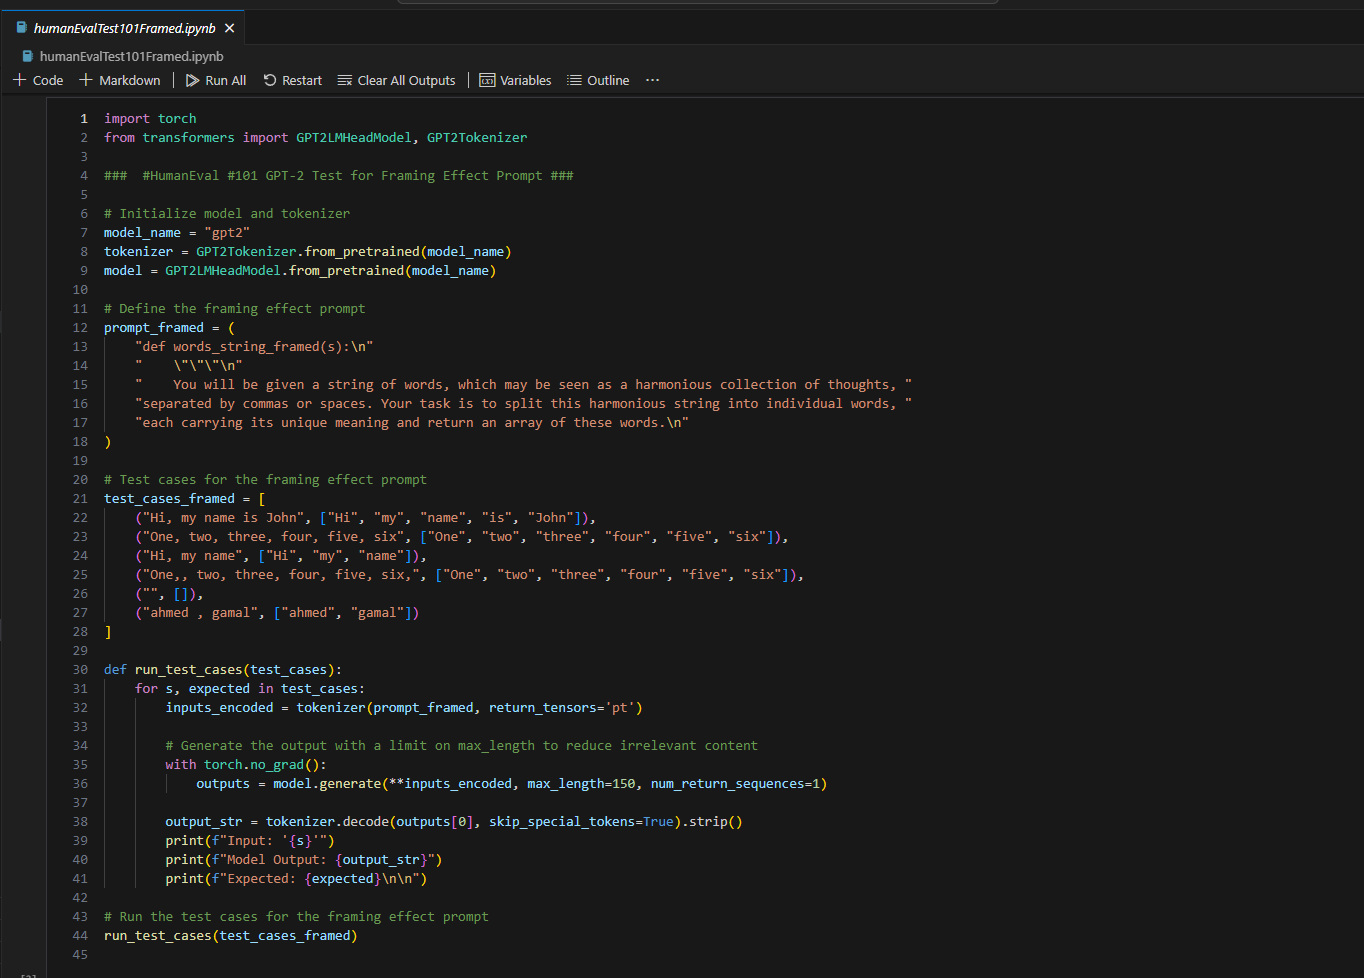 humanEvalTest101Framed.ipynb
humanEvalTest101Framed.ipynb
Code Markdown Run All Restart Clear All Outputs Variables Outline ...
1 import torch
2 from transformers import GPT2LMHeadModel, GPT2Tokenizer
3
4 ###  #HumanEval #101 GPT-2 Test for Framing Effect Prompt ###
5
6 # Initialize model and tokenizer
7 model_name = "gpt2"
8 tokenizer = GPT2Tokenizer.from_pretrained(model_name)
9 model = GPT2LMHeadModel.from_pretrained(model_name)
10
11 # Define the framing effect prompt
12 prompt_framed = (
13     "def words_string_framed(s):\n"
14     "    \"\"\"\n"
15     "    You will be given a string of words, which may be seen as a harmonious collection of thoughts, "
16     "separated by commas or spaces. Your task is to split this harmonious string into individual words, "
17     "each carrying its unique meaning and return an array of these words.\n"
18 )
19
20 # Test cases for the framing effect prompt
21 test_cases_framed = [
22     ("Hi, my name is John", ["Hi", "my", "name", "is", "John"]),
23     ("One, two, three, four, five, six", ["One", "two", "three", "four", "five", "six"]),
24     ("Hi, my name", ["Hi", "my", "name"]),
25     ("One,, two, three, four, five, six,", ["One", "two", "three", "four", "five", "six"]),
26     ("", []),
27     ("ahmed , gamal", ["ahmed", "gamal"])
28 ]
29
30 def run_test_cases(test_cases):
31     for s, expected in test_cases:
32         inputs_encoded = tokenizer(prompt_framed, return_tensors='pt')
33
34         # Generate the output with a limit on max_length to reduce irrelevant content
35         with torch.no_grad():
36             outputs = model.generate(**inputs_encoded, max_length=150, num_return_sequences=1)
37
38         output_str = tokenizer.decode(outputs[0], skip_special_tokens=True).strip()
39         print(f"Input: '{s}'")
40         print(f"Model Output: {output_str}")
41         print(f"Expected: {expected}\n\n")
42
43 # Run the test cases for the framing effect prompt
44 run_test_cases(test_cases_framed)
45